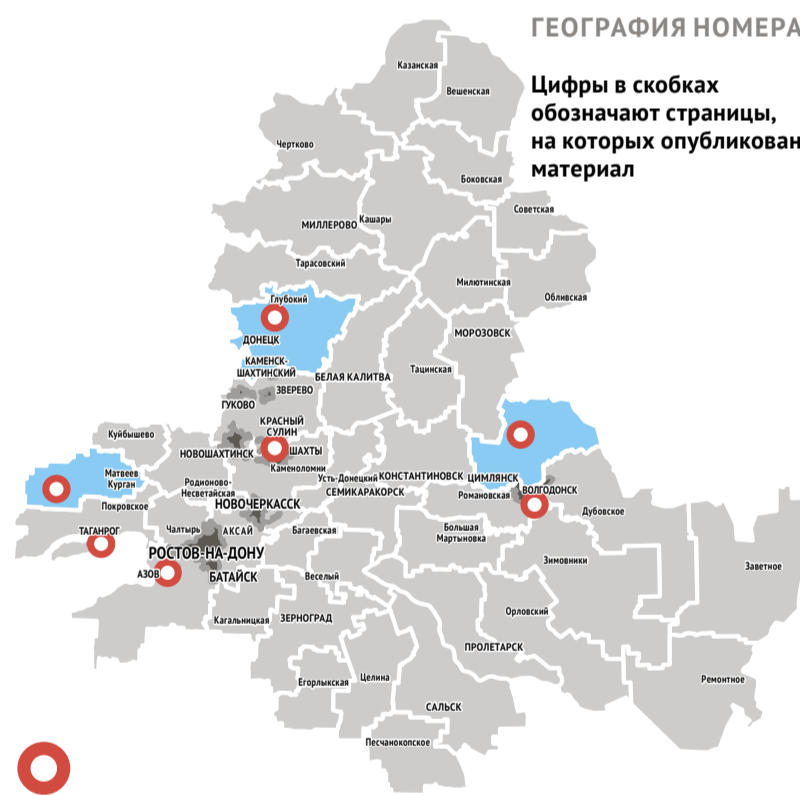 ГЕОГРАФИЯ НОМЕРА
Цифры в скобках
обозначают страницы,
на которых опубликован
материал
Казанская
Вешенская
Чертково
Боковская
Советская
МИЛЛЕРОВО
Кашары
Тарасовский
Милютинская
Обливская
Глубокий
ДОНЕЦК
МОРОЗОВСК
КАМЕНСК-
ШАХТИНСКИЙ
БЕЛАЯ КАЛИТВА
Тацинская
ЗВЕРЕВО
ГУКОВО
КРАСНЫЙ
СУЛИН
Куйбышево
НОВОШАХТИНСК
ШАХТЫ
Каменоломни
Матвеев
Курган
Родионово-
Несветайская
Усть-Донецкий
КОНСТАНТИНОВСК
ЦИМЛЯНСК
СЕМИКАРАКОРСК
Романовская
ВОЛГОДОНСК
Покровское
НОВОЧЕРКАССК
Дубовское
ТАГАНРОГ
Чалтырь
АКСАЙ
Багаевская
Большая
Мартыновка
РОСТОВ-НА-ДОНУ
Зимовники
Заветное
АЗОВ
БАТАЙСК
Веселый
Кагальницкая
ЗЕРНОГРАД
Орловский
ПРОЛЕТАРСК
Егорлыкская
Целина
Ремонтное
САЛЬСК
Песчанокопское